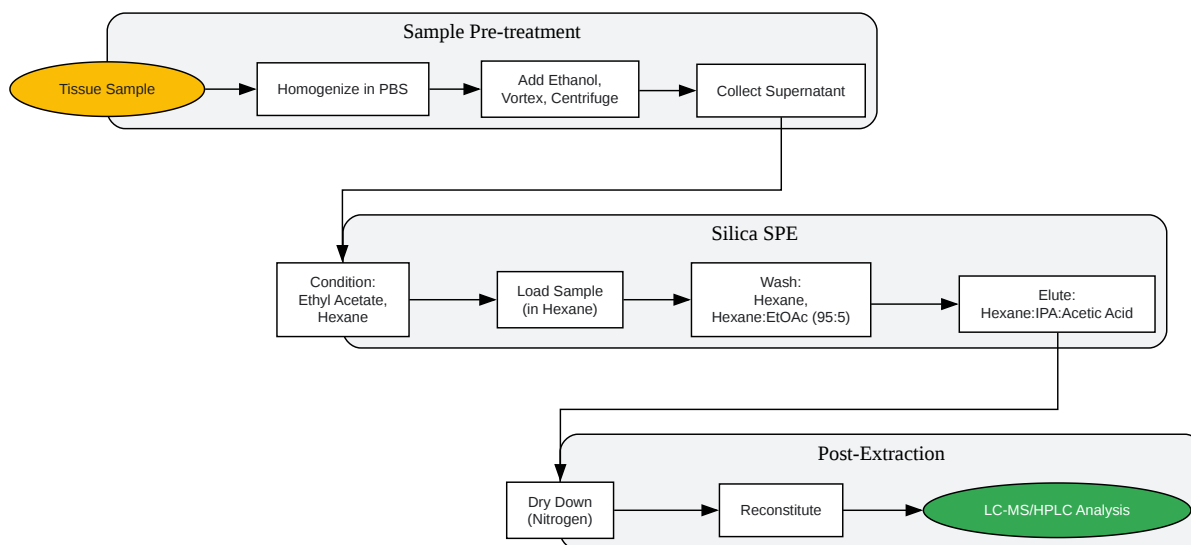 Sample Pre-treatment
Tissue Sample
Homogenize in PBS
Add Ethanol,
Vortex, Centrifuge
Collect Supernatant
Silica SPE
Condition:
Ethyl Acetate,
Hexane
Load Sample
(in Hexane)
Wash:
Hexane,
Hexane:EtOAc (95:5)
Elute:
Hexane:IPA:Acetic Acid
Post-Extraction
Dry Down
(Nitrogen)
Reconstitute
LC-MS/HPLC Analysis